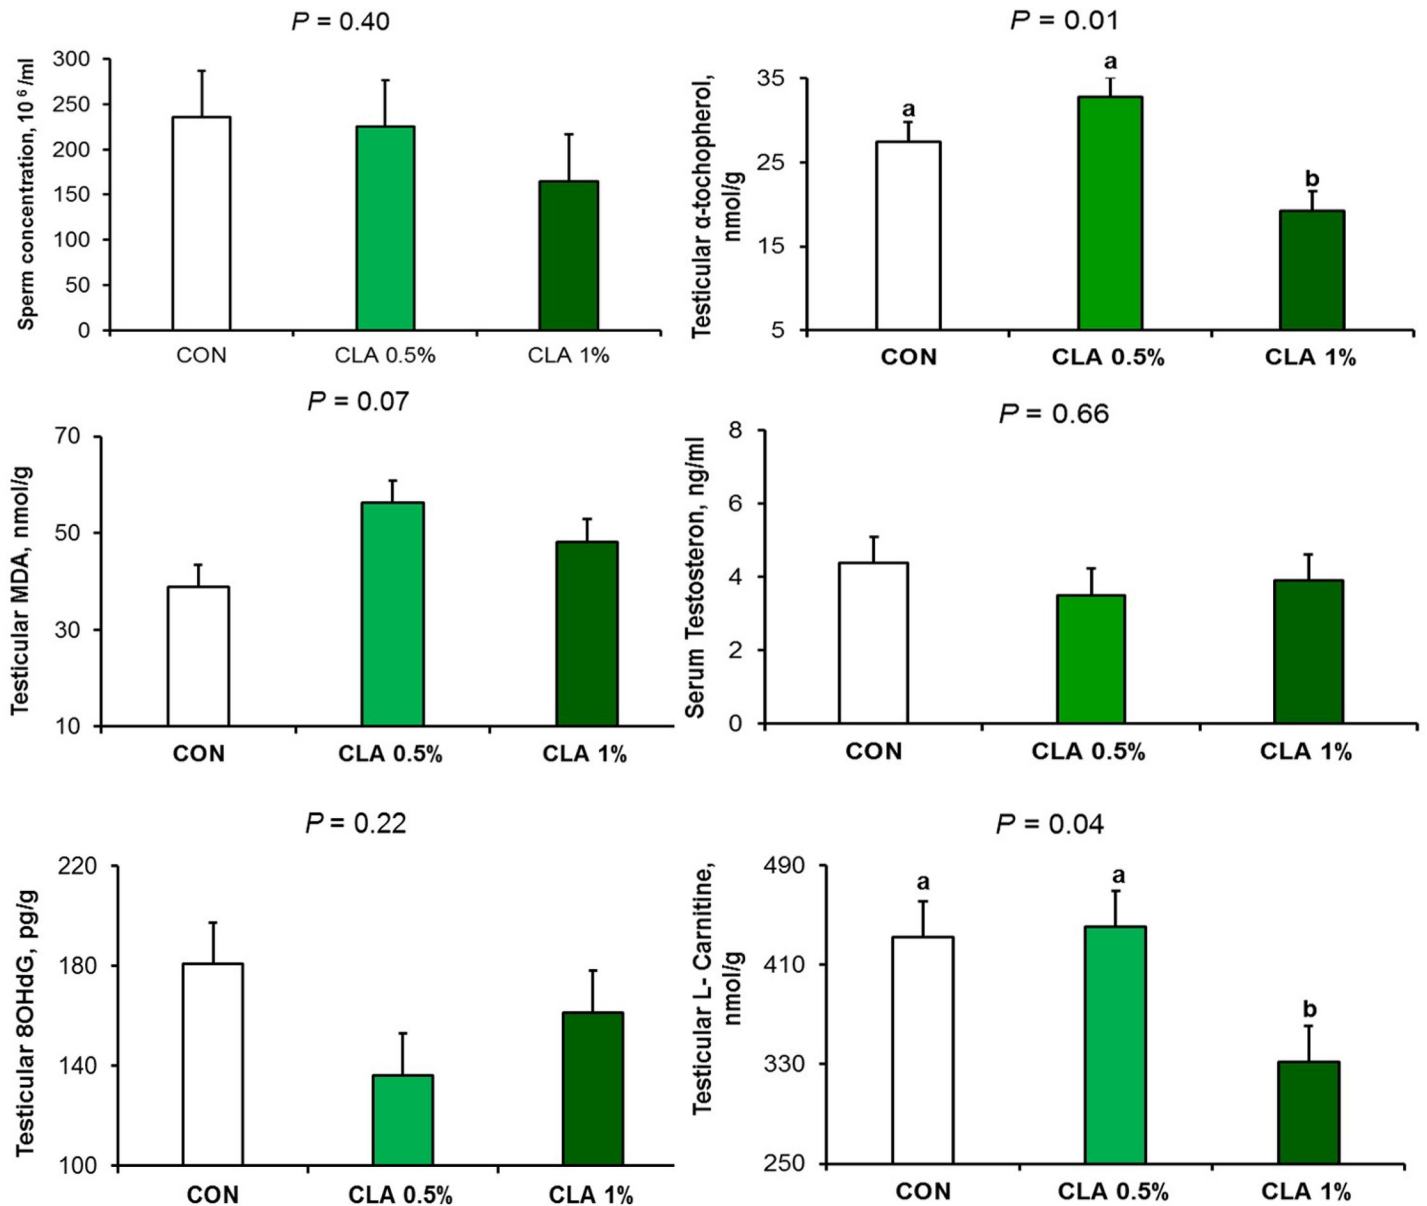 P = 0.40
Sperm concentration, 10 6 /ml
300
250
200
150
100
50
0
CON
CLA 0.5%
CLA 1%
P = 0.01
Testicular α-tochopherol,
nmol/g
35
25
15
5
a
a
b
CON
CLA 0.5%
CLA 1%
P = 0.07
Testicular MDA, nmol/g
70
50
30
10
CON
CLA 0.5%
CLA 1%
P = 0.66
Serum Testosteron, ng/ml
8
6
4
2
0
CON
CLA 0.5%
CLA 1%
P = 0.22
Testicular 8OHdG, pg/g
220
180
140
100
CON
CLA 0.5%
CLA 1%
P = 0.04
Testicular L- Carnitine,
nmol/g
490
410
330
250
a
a
b
CON
CLA 0.5%
CLA 1%